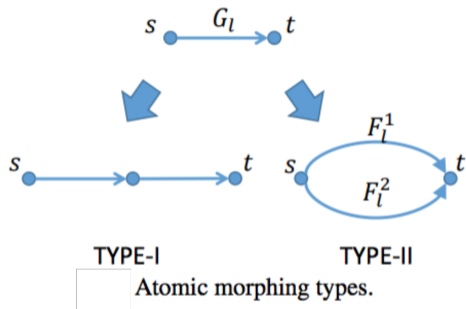 s G_l t
s t
s F_l^1 t
F_l^2
TYPE-I TYPE-II
Atomic morphing types.